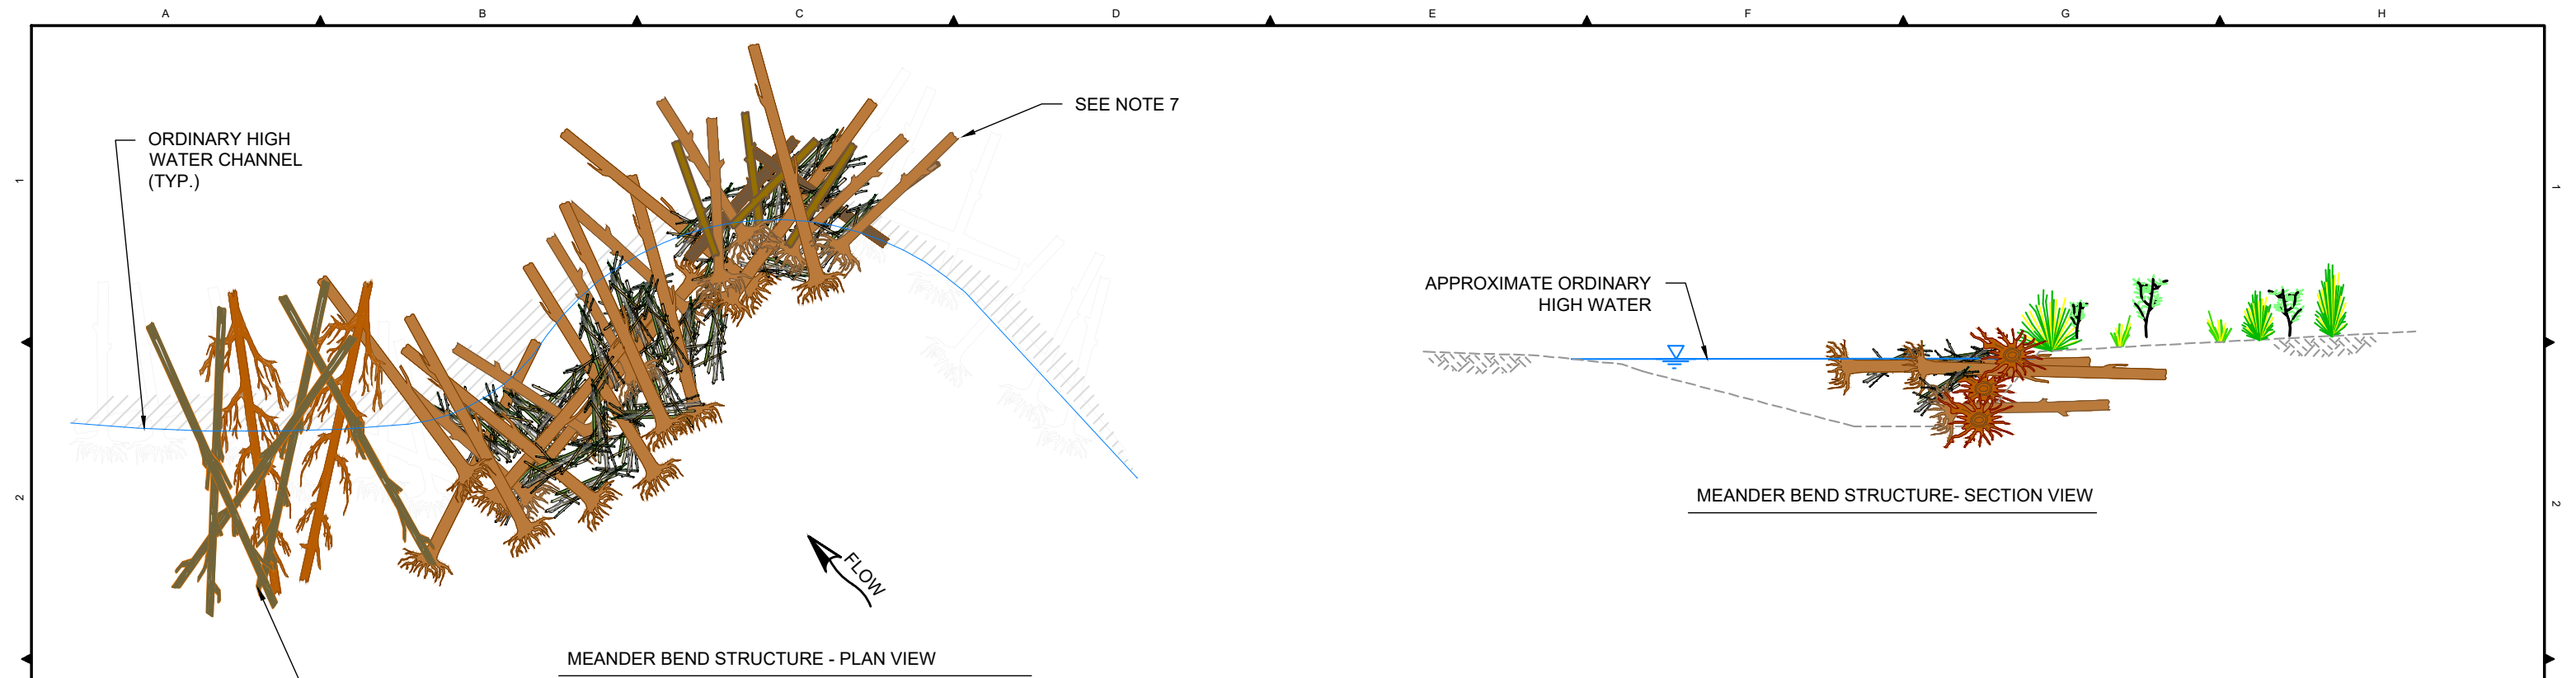 A B C D E F G H
SEE NOTE 7
ORDINARY HIGH
WATER CHANNEL
(TYP.)
1 1
APPROXIMATE ORDINARY
HIGH WATER
MEANDER BEND STRUCTURE- SECTION VIEW
2 2
FLOW
MEANDER BEND STRUCTURE - PLAN VIEW